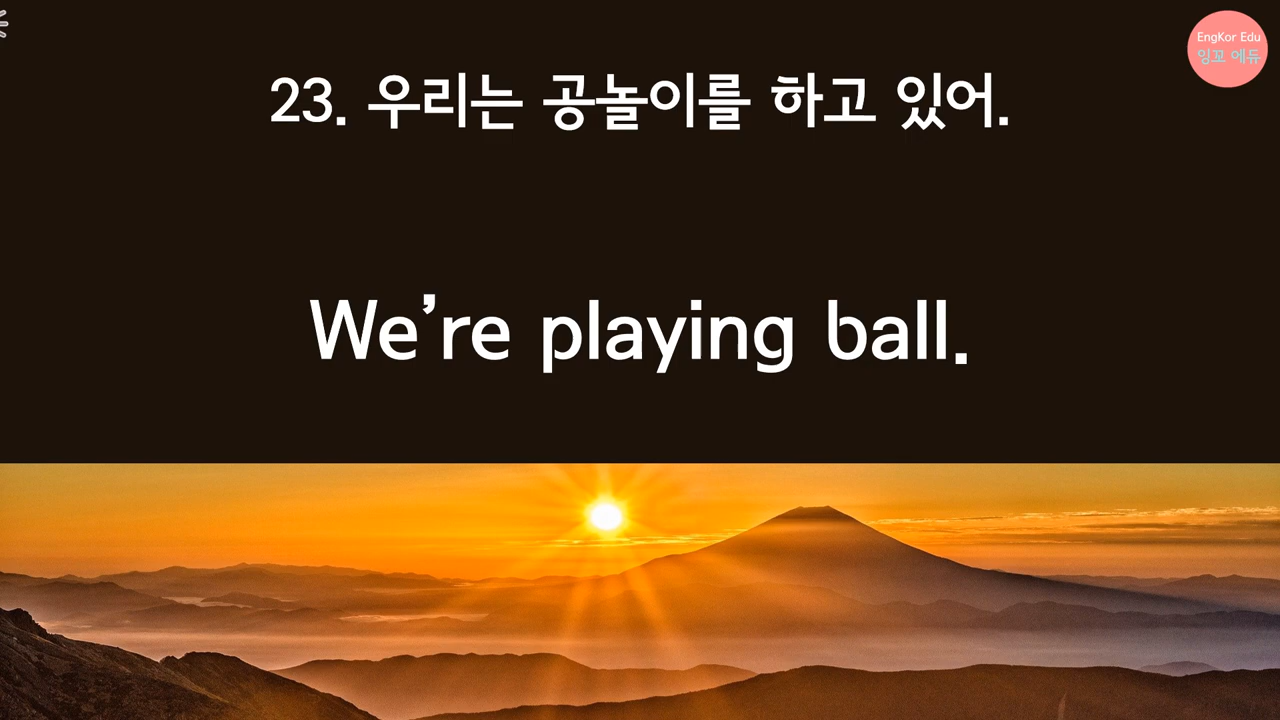 EngKor Edu
잉꼬 에듀
23. 우리는 공놀이를 하고 있어.
We’re playing ball.